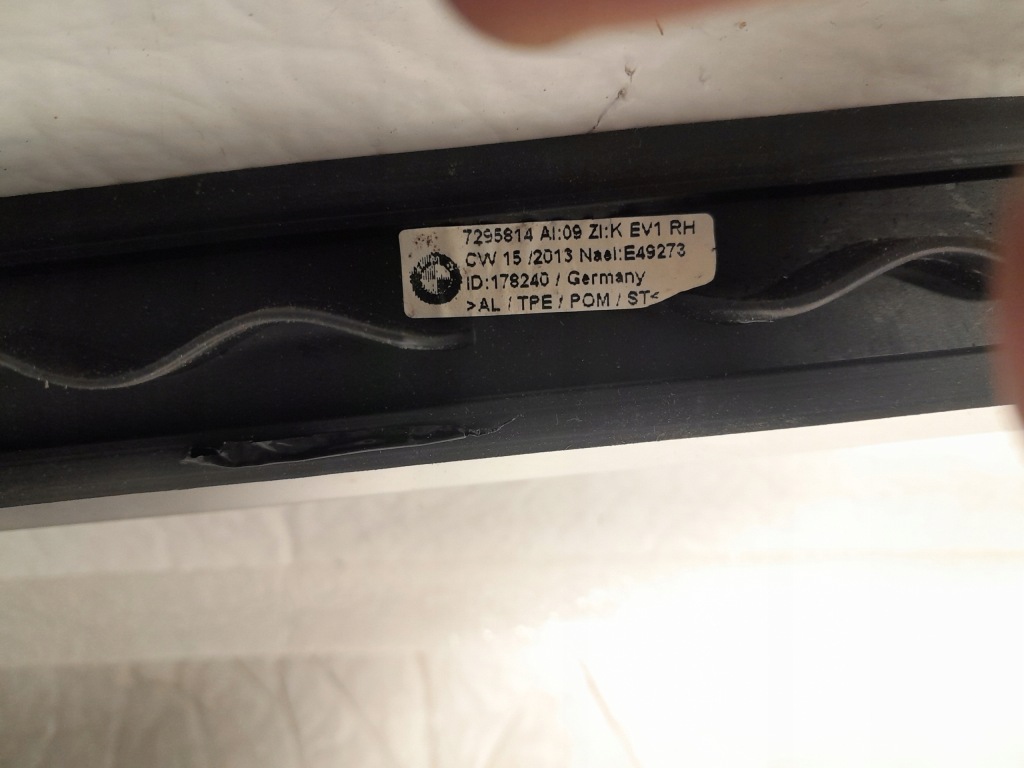 7295814 AI:09 ZI:K EV1 RH
CW 15 /2013 Nael:E49273
ID:178240 / Germany
>AL / TPE / POM / ST<